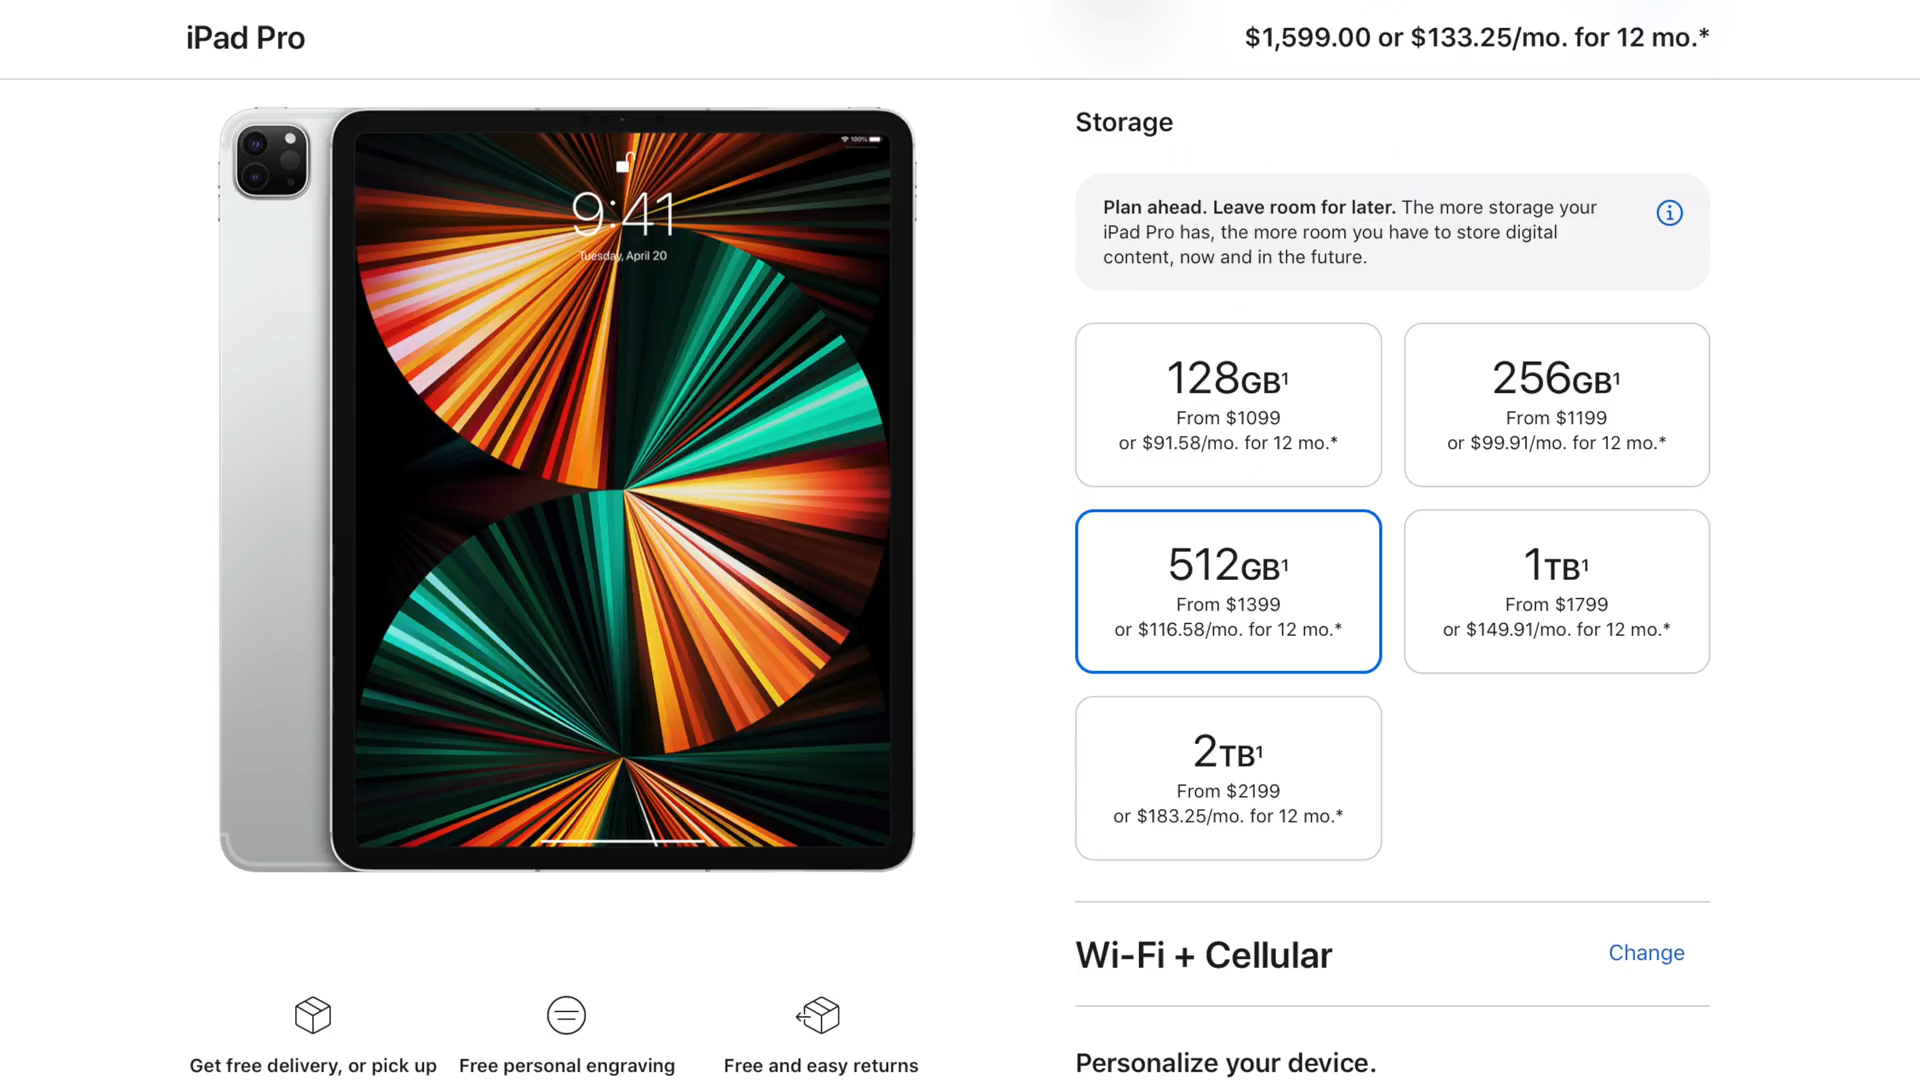 iPad Pro
$1,599.00 or $133.25/mo. for 12 mo.*
100%
9:41
Tuesday, April 20
Storage
Plan ahead. Leave room for later. The more storage your
iPad Pro has, the more room you have to store digital
content, now and in the future.
128GB¹
From $1099
or $91.58/mo. for 12 mo.*
256GB¹
From $1199
or $99.91/mo. for 12 mo.*
512GB¹
From $1399
or $116.58/mo. for 12 mo.*
1TB¹
From $1799
or $149.91/mo. for 12 mo.*
2TB¹
From $2199
or $183.25/mo. for 12 mo.*
Wi-Fi + Cellular
Change
Get free delivery, or pick up
Free personal engraving
Free and easy returns
Personalize your device.